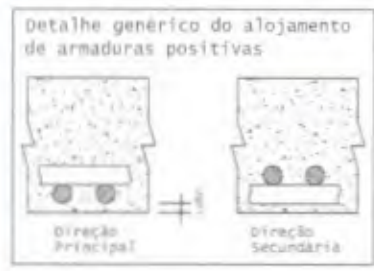 Detalhe genérico do alojamento
de armaduras positivas
Direção
Principal
Direção
Secundária